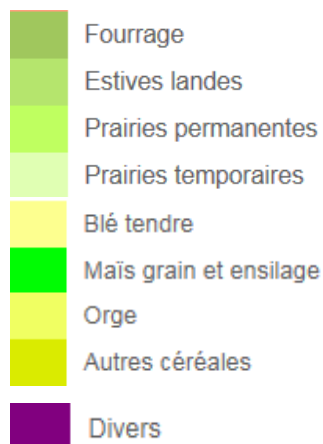 Fourrage
Estives landes
Prairies permanentes
Prairies temporaires
Blé tendre
Maïs grain et ensilage
Orge
Autres céréales
Divers